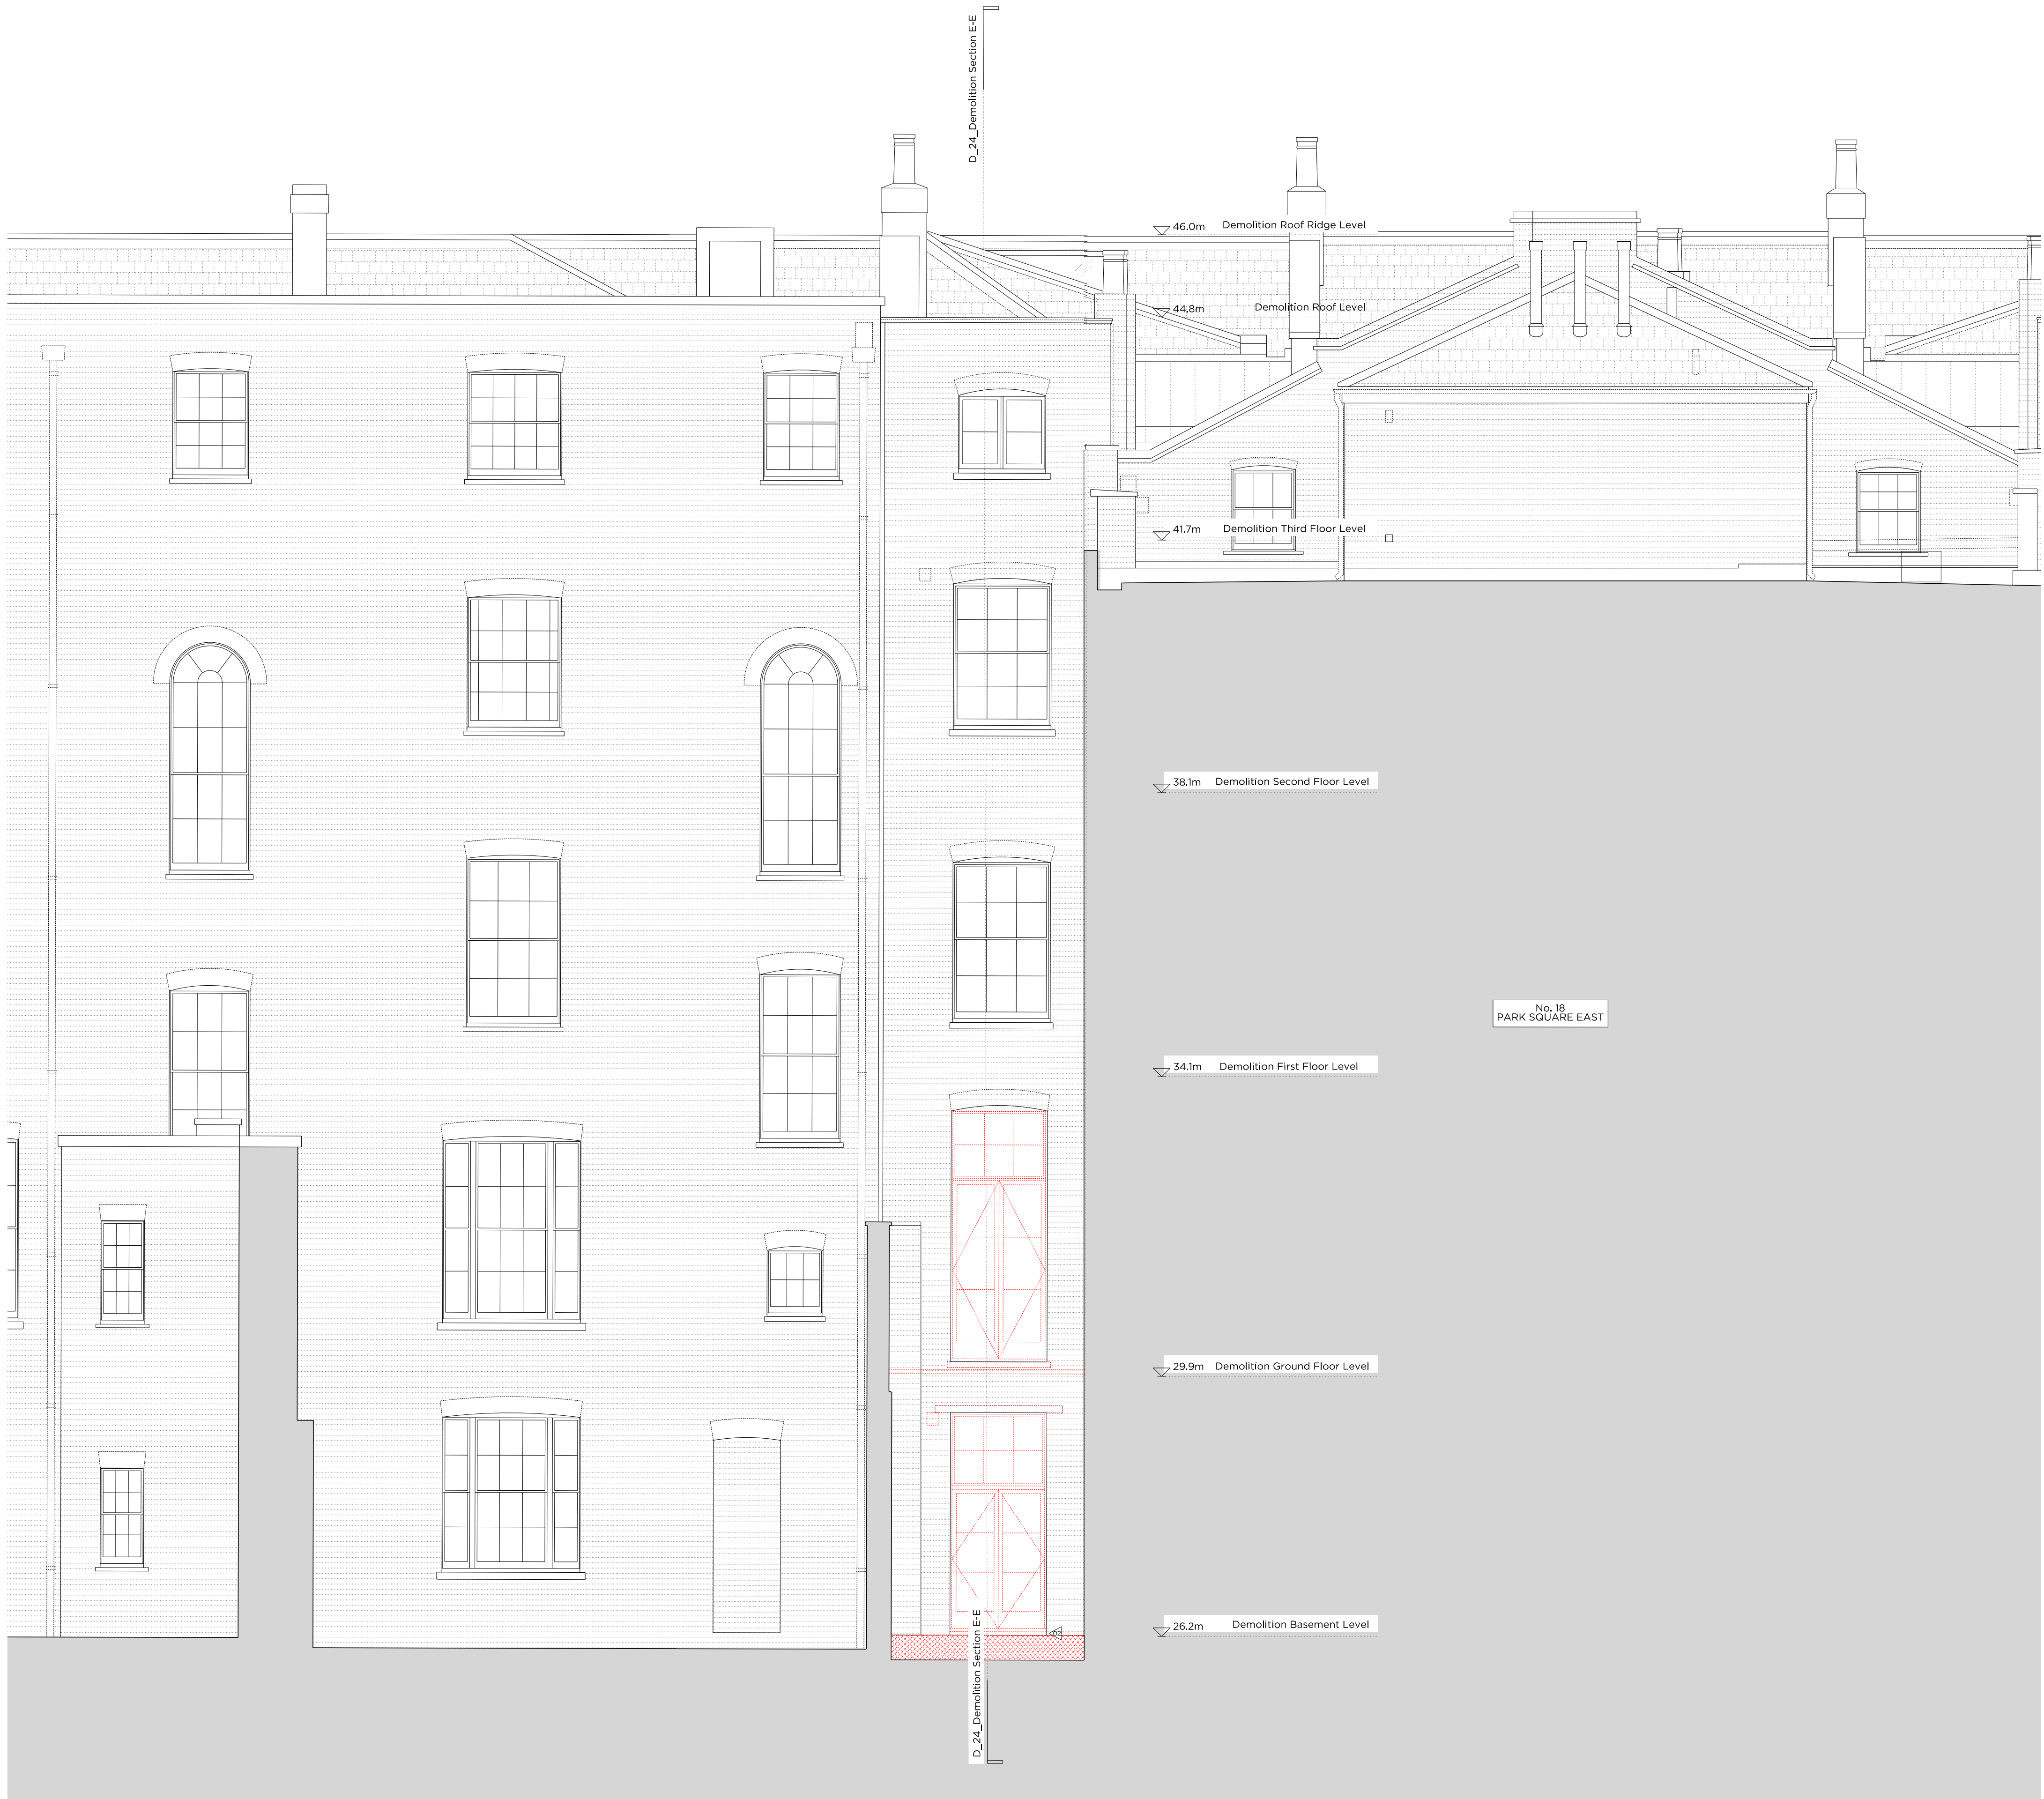 D_24_Demolition Section E-E
46.0m Demolition Roof Ridge Level
44.8m Demolition Roof Level
41.7m Demolition Third Floor Level
38.1m Demolition Second Floor Level
No. 18
PARK SQUARE EAST
34.1m Demolition First Floor Level
29.9m Demolition Ground Floor Level
26.2m Demolition Basement Level
D_24_Demolition Section E-E